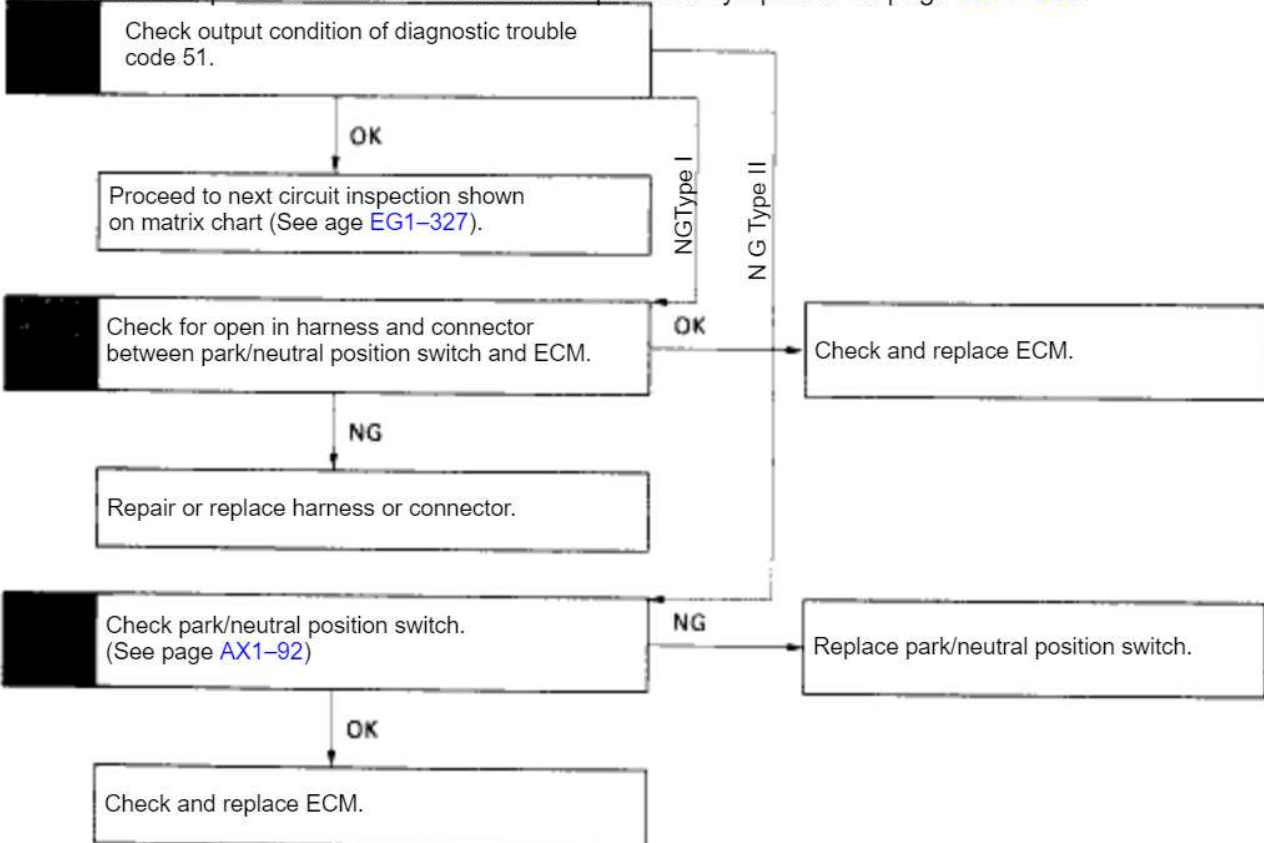 Check output condition of diagnostic trouble
code 51.
OK
Proceed to next circuit inspection shown
on matrix chart (See age EG1–327).
NGType I
N G Type II
Check for open in harness and connector
between park/neutral position switch and ECM.
OK
Check and replace ECM.
NG
Repair or replace harness or connector.
Check park/neutral position switch.
(See page AX1–92)
NG
Replace park/neutral position switch.
OK
Check and replace ECM.